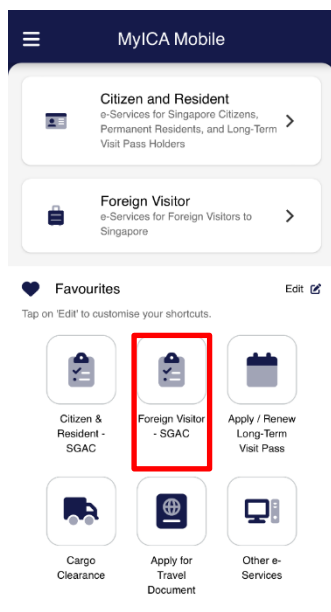 MyICA Mobile
Citizen and Resident
e-Services for Singapore Citizens,
Permanent Residents, and Long-Term
Visit Pass Holders
Foreign Visitor
e-Services for Foreign Visitors to
Singapore
Favourites
Edit
Tap on 'Edit' to customise your shortcuts.
Citizen &
Resident -
SGAC
Foreign Visitor
- SGAC
Apply / Renew
Long-Term
Visit Pass
Cargo
Clearance
Apply for
Travel
Document
Other e-
Services